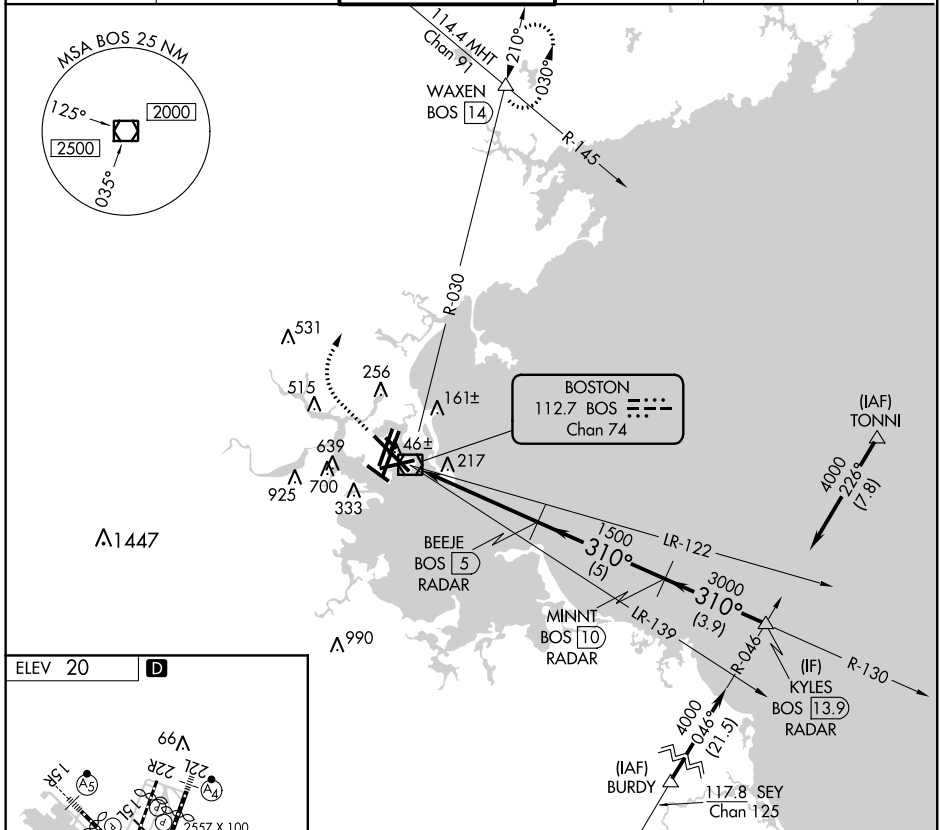 MSA BOS 25 NM
125°
2000
2500
035°
114.4 MHT
Chan 91
WAXEN
BOS 14
210°
030°
R-145
R-030
531
515
256
161±
46±
639
217
925
700
333
1447
990
BOSTON
112.7 BOS
Chan 74
(IAF)
TONNI
4000
226°
(7.8)
BEEJE
BOS 5
RADAR
1500
310°
(5)
LR-122
3000
310°
(3.9)
MINNT
BOS 10
RADAR
LR-139
R-046
(IF)
KYLES
BOS 13.9
RADAR
R-130
4000
046°
(21.5)
(IAF)
BURDY
117.8 SEY
Chan 125
ELEV 20
D
99
15R
A5
22R
22L
A4
15L
P
P
2557 X 100